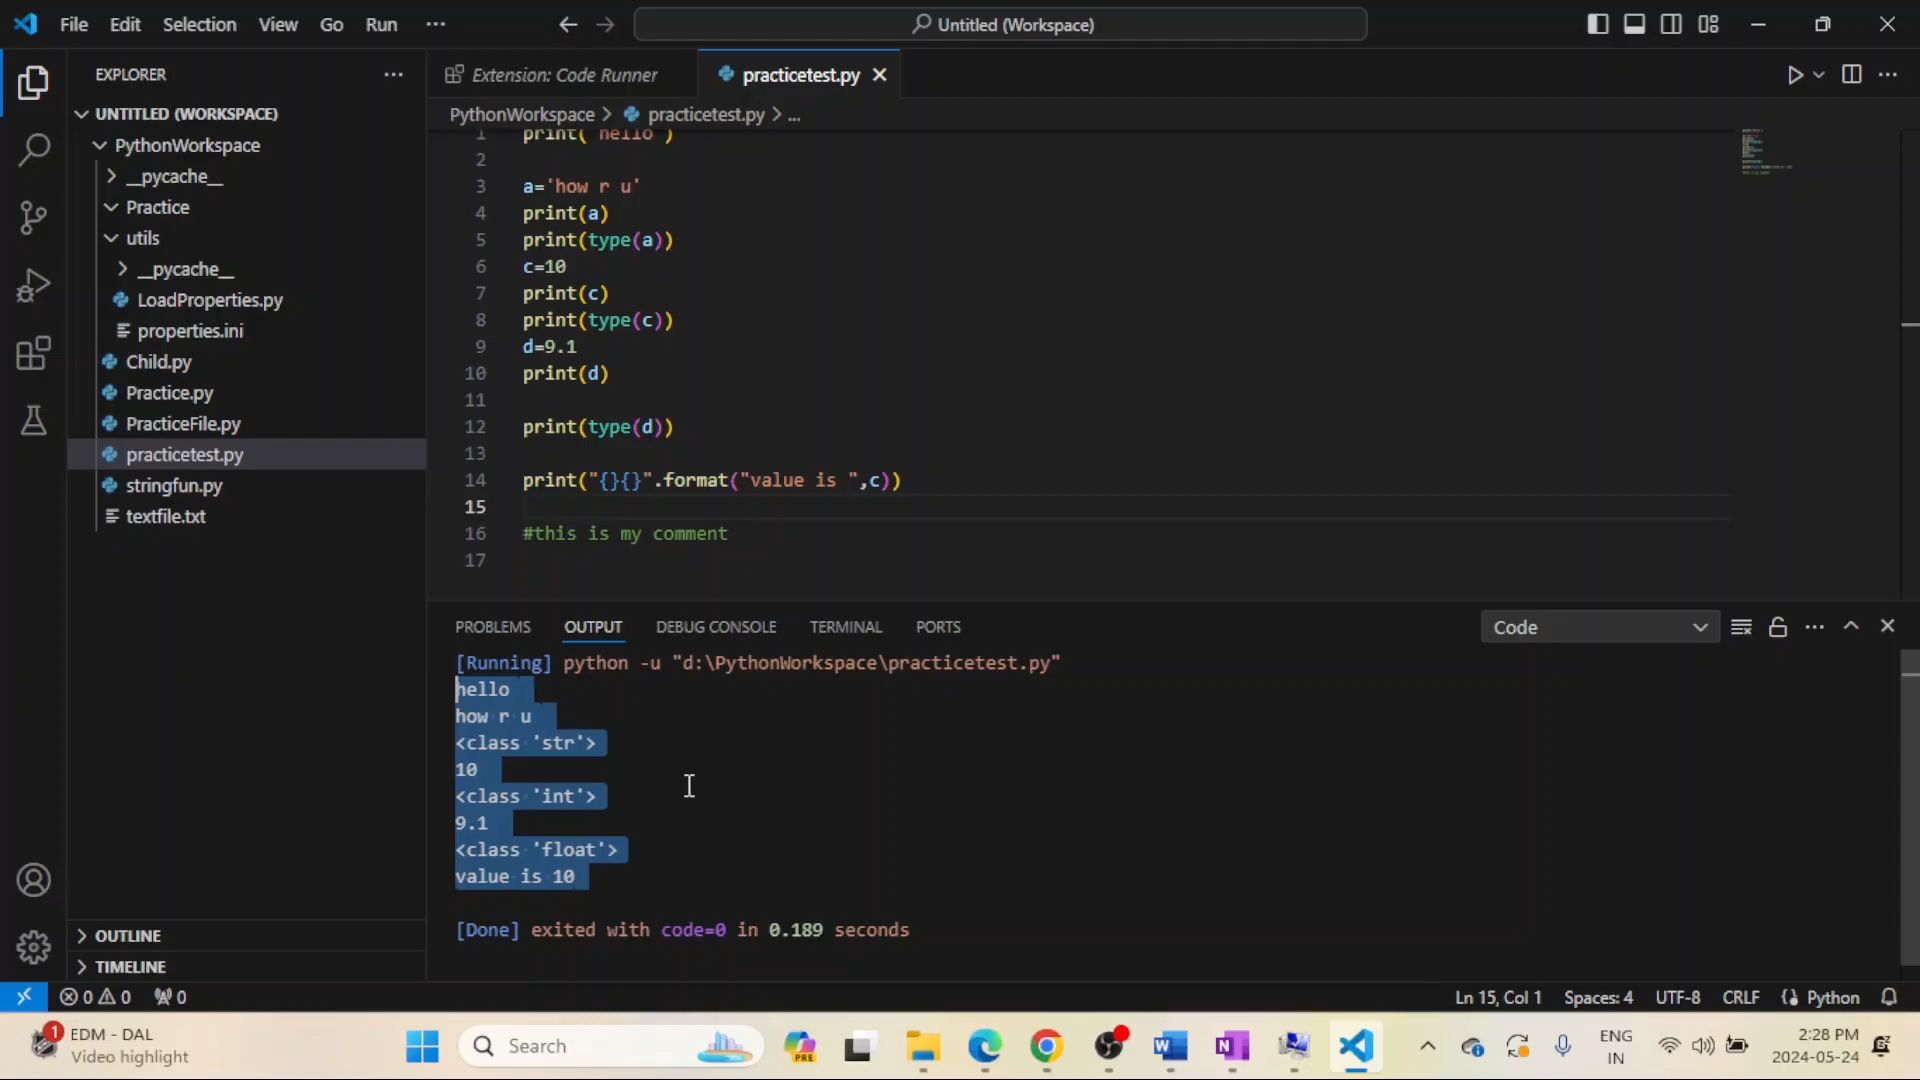 File Edit Selection View Go Run ...
Untitled (Workspace)
EXPLORER
UNTITLED (WORKSPACE)
PythonWorkspace
__pycache__
Practice
utils
__pycache__
LoadProperties.py
properties.ini
Child.py
Practice.py
PracticeFile.py
practicetest.py
stringfun.py
textfile.txt
OUTLINE
TIMELINE
Extension: Code Runner
practicetest.py
PythonWorkspace > practicetest.py > ...
1 print('hello')
2
3 a='how r u'
4 print(a)
5 print(type(a))
6 c=10
7 print(c)
8 print(type(c))
9 d=9.1
10 print(d)
11
12 print(type(d))
13
14 print("{}{}".format("value is ",c))
15
16 #this is my comment
17
PROBLEMS OUTPUT DEBUG CONSOLE TERMINAL PORTS
Code
[Running] python -u "d:\PythonWorkspace\practicetest.py"
hello
how r u
<class 'str'>
10
<class 'int'>
9.1
<class 'float'>
value is 10
[Done] exited with code=0 in 0.189 seconds
0 0 0
Ln 15, Col 1 Spaces: 4 UTF-8 CRLF Python
1
EDM - DAL
Video highlight
Search
PRE
ENG
IN
2:28 PM
2024-05-24